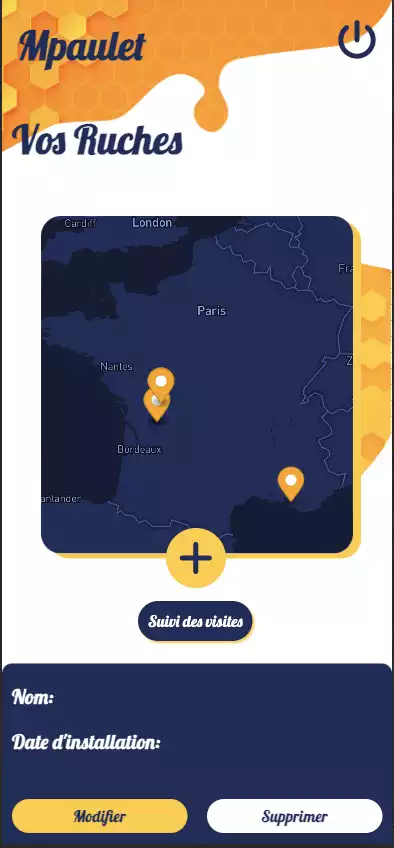 Mpaulet
Vos Ruches
Cardiff
London
Fra
Paris
Z
Nantes
Bordeaux
antander
Suivi des visites
Nom:
Date d'installation:
Modifier
Supprimer